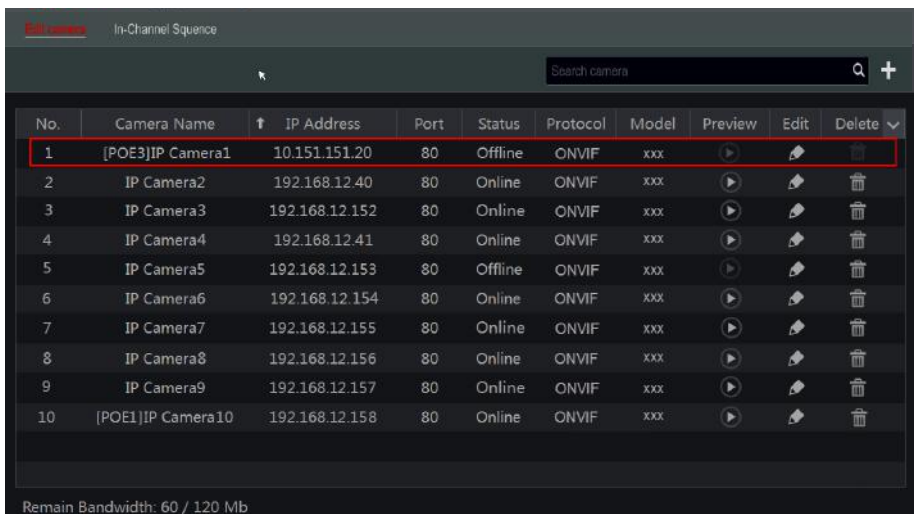 Edit camera In-Channel Squence
Search camera
No. Camera Name IP Address Port Status Protocol Model Preview Edit Delete
1 [POE3]IP Camera1 10.151.151.20 80 Offline ONVIF xxx
2 IP Camera2 192.168.12.40 80 Online ONVIF xxx
3 IP Camera3 192.168.12.152 80 Online ONVIF xxx
4 IP Camera4 192.168.12.41 80 Online ONVIF xxx
5 IP Camera5 192.168.12.153 80 Offline ONVIF xxx
6 IP Camera6 192.168.12.154 80 Online ONVIF xxx
7 IP Camera7 192.168.12.155 80 Online ONVIF xxx
8 IP Camera8 192.168.12.156 80 Online ONVIF xxx
9 IP Camera9 192.168.12.157 80 Online ONVIF xxx
10 [POE1]IP Camera10 192.168.12.158 80 Online ONVIF xxx
Remain Bandwidth: 60 / 120 Mb